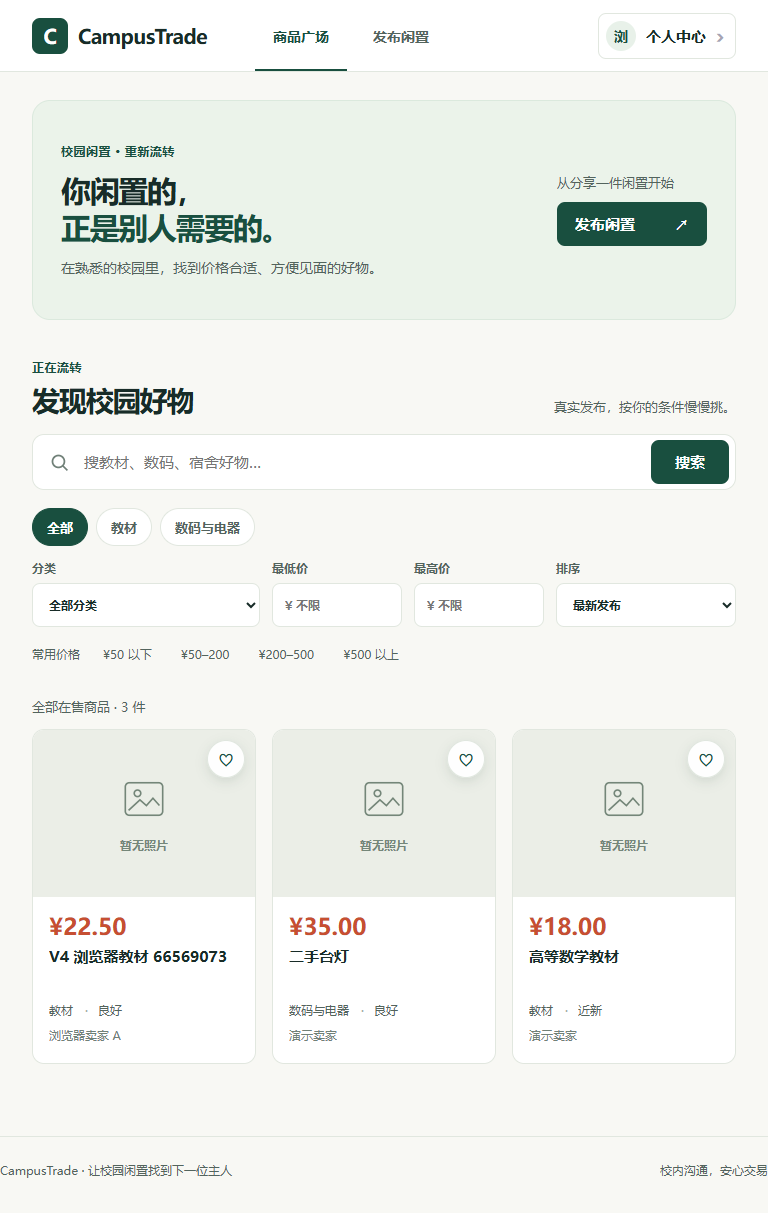 C CampusTrade 商品广场 发布闲置 浏 个人中心 ›
校园闲置 · 重新流转
你闲置的，
正是别人需要的。
在熟悉的校园里，找到价格合适、方便见面的好物。
从分享一件闲置开始
发布闲置 ↗
正在流转
发现校园好物
真实发布，按你的条件慢慢挑。
搜教材、数码、宿舍好物... 搜索
全部 教材 数码与电器
分类 最低价 最高价 排序
全部分类 ¥ 不限 ¥ 不限 最新发布
常用价格 ¥50 以下 ¥50–200 ¥200–500 ¥500 以上
全部在售商品 · 3 件
暂无照片 暂无照片 暂无照片
¥22.50 ¥35.00 ¥18.00
V4 浏览器教材 66569073 二手台灯 高等数学教材
教材 · 良好 数码与电器 · 良好 教材 · 近新
浏览器卖家 A 演示卖家 演示卖家
CampusTrade · 让校园闲置找到下一位主人 校内沟通，安心交易